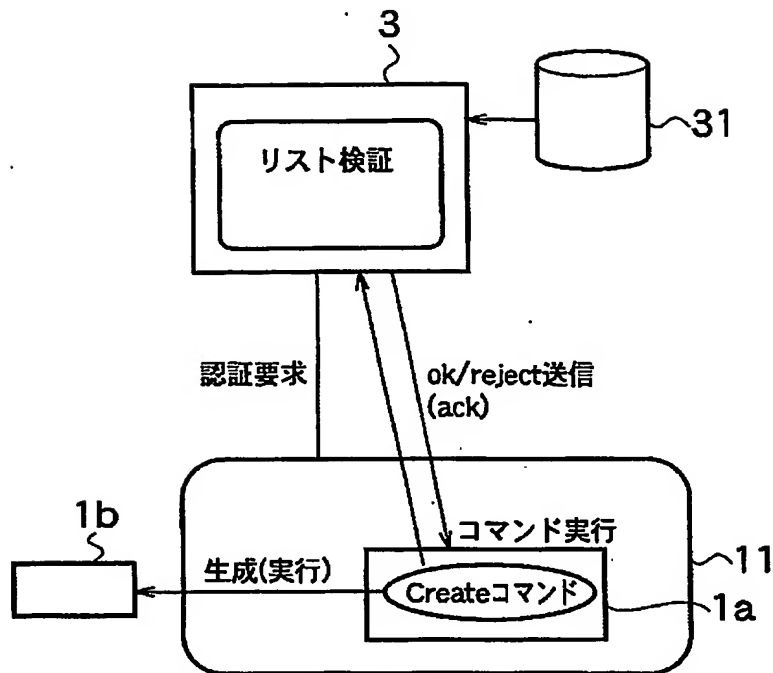 3
31
リスト検証
認証要求
ok/reject送信
(ack)
1b
コマンド実行
11
生成(実行)
Createコマンド
1a